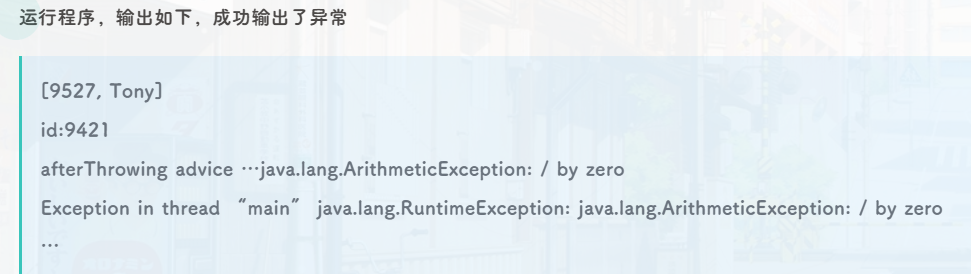 运行程序，输出如下，成功输出了异常
[9527, Tony]
id:9421
afterThrowing advice …java.lang.ArithmeticException: / by zero
Exception in thread “main” java.lang.RuntimeException: java.lang.ArithmeticException: / by zero
…